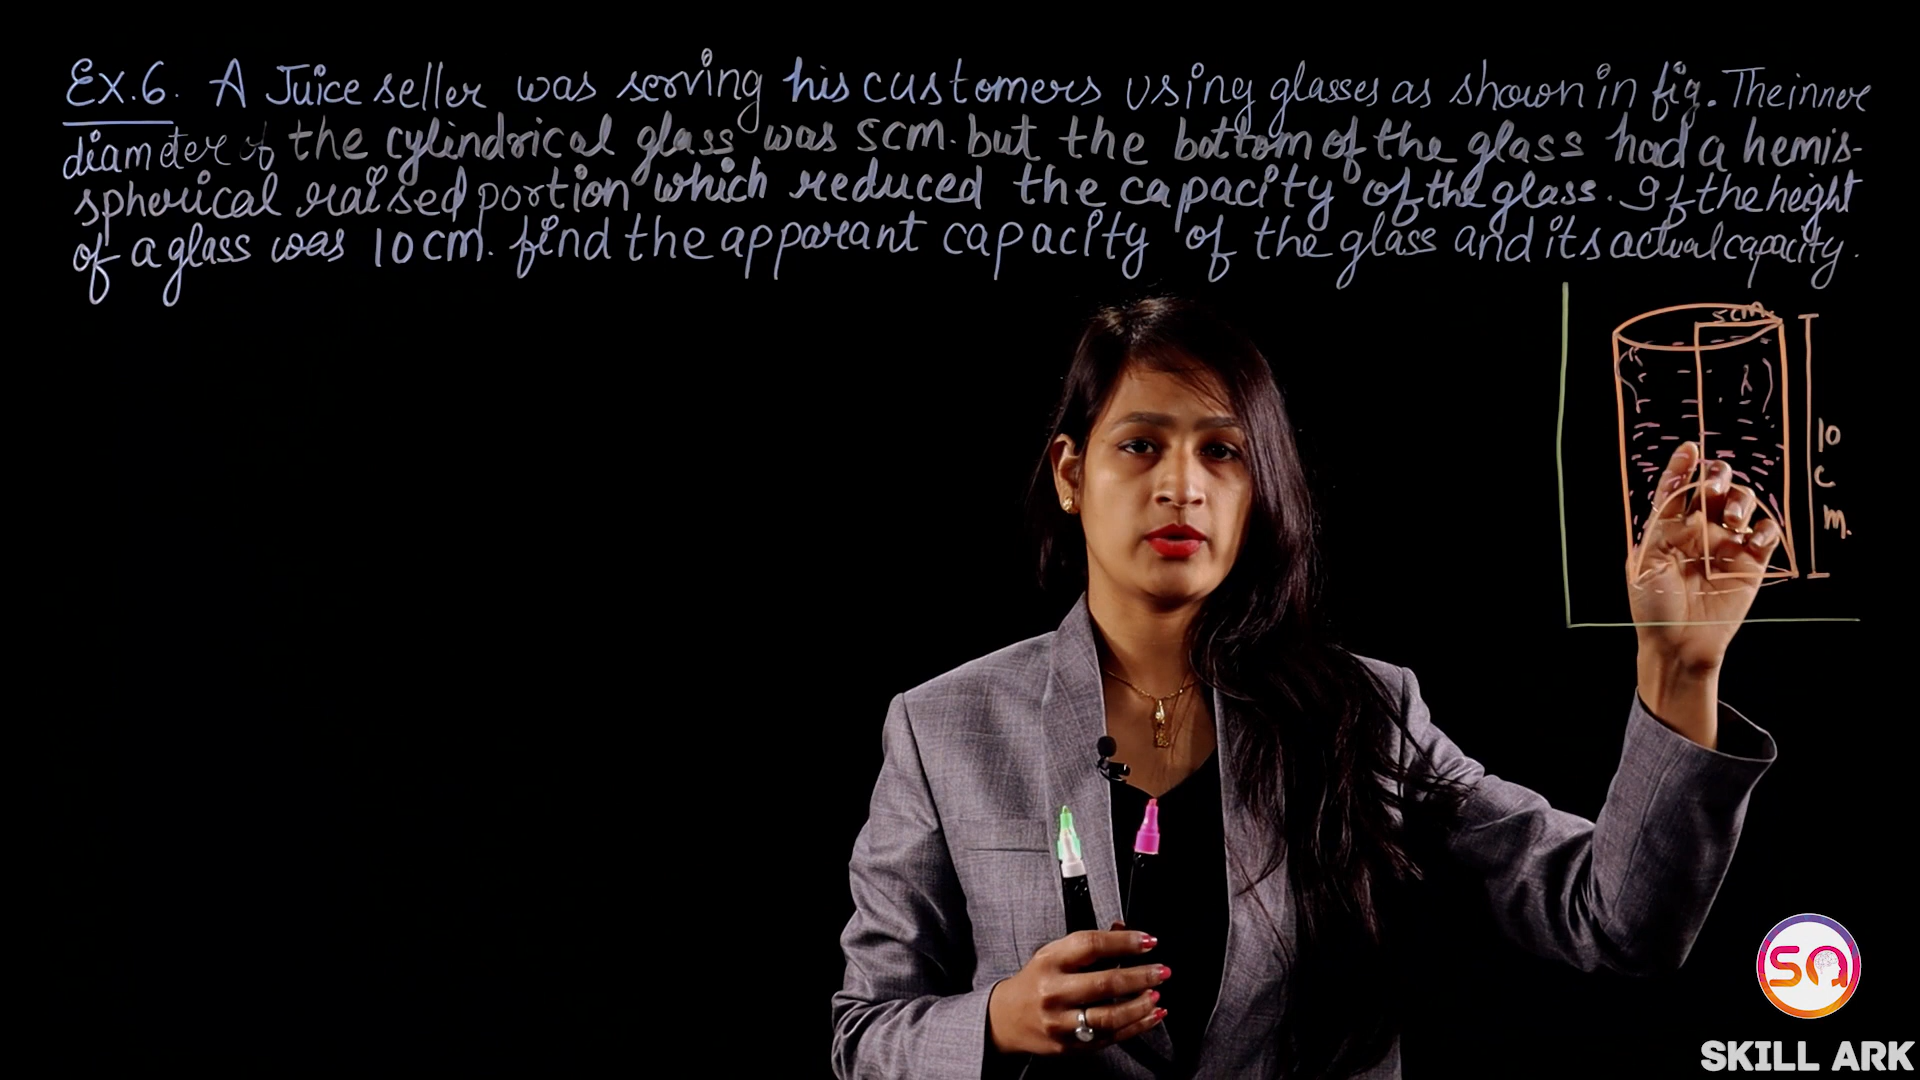 Ex.6. A Juice seller was serving his customers using glasses as shown in fig. The inner
diameter of the cylindrical glass was 5cm. but the bottom of the glass had a hemis-
spherical raised portion which reduced the capacity of the glass. If the height
of a glass was 10cm. find the apparant capacity of the glass and its actual capacity.
5cm.
10
c
m.
SA
SKILL ARK